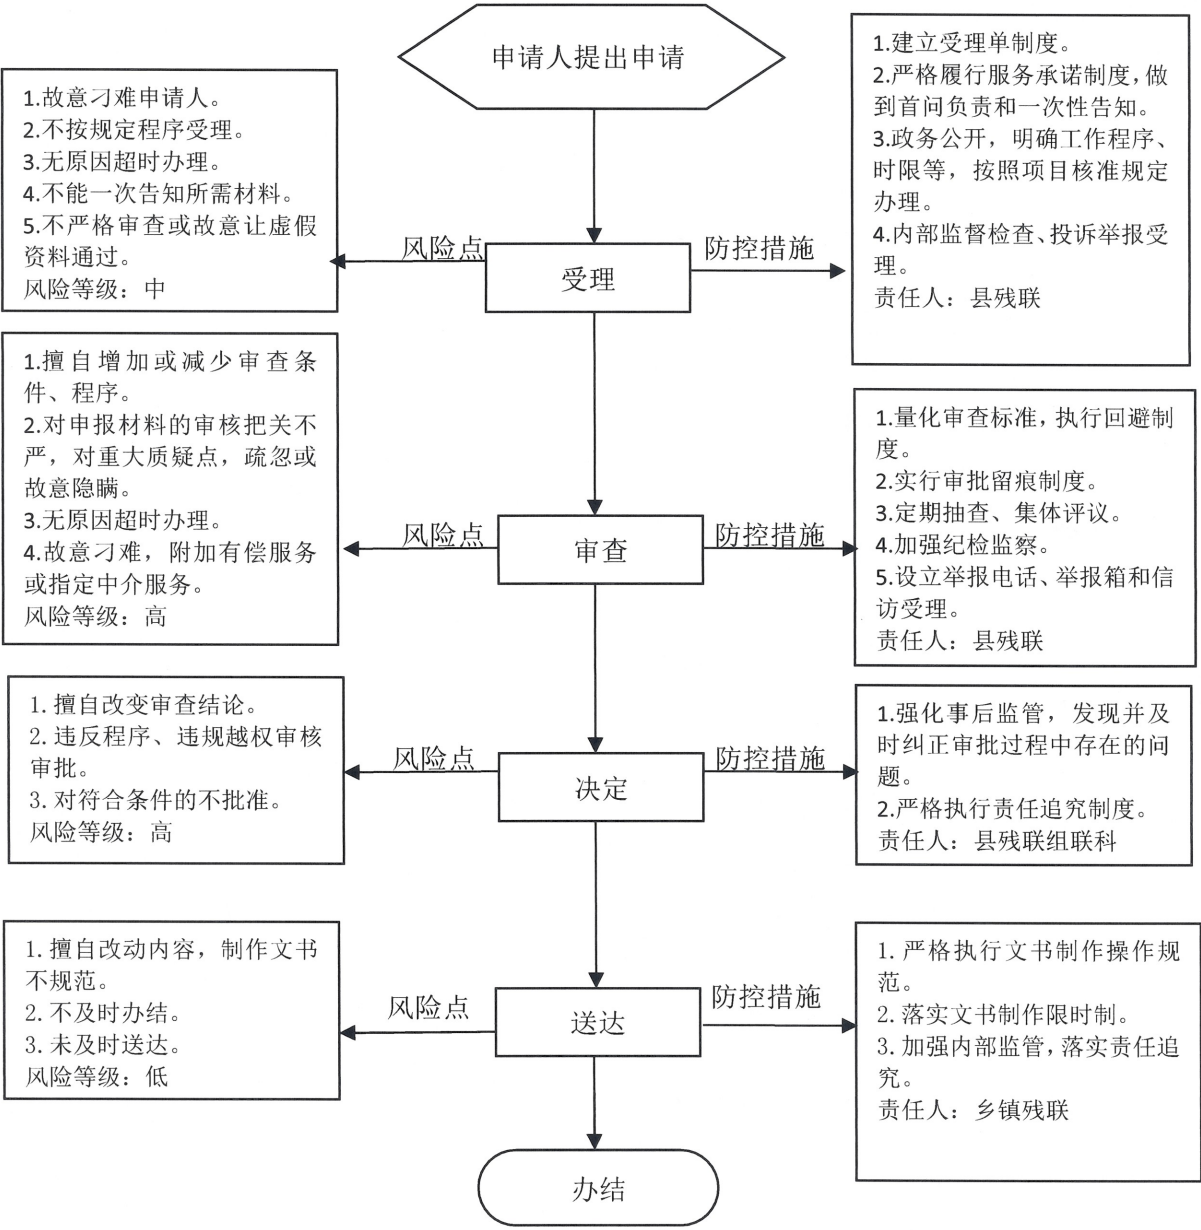 申请人提出申请
1.故意刁难申请人。
2.不按规定程序受理。
3.无原因超时办理。
4.不能一次告知所需材料。
5.不严格审查或故意让虚假
资料通过。
风险等级：中
风险点
受理
防控措施
1.建立受理单制度。
2.严格履行服务承诺制度，做
到首问负责和一次性告知。
3.政务公开，明确工作程序、
时限等，按照项目核准规定
办理。
4.内部监督检查、投诉举报受
理。
责任人：县残联
1.擅自增加或减少审查条
件、程序。
2.对申报材料的审核把关不
严，对重大质疑点，疏忽或
故意隐瞒。
3.无原因超时办理。
4.故意刁难，附加有偿服务
或指定中介服务。
风险等级：高
风险点
审查
防控措施
1.量化审查标准，执行回避制
度。
2.实行审批留痕制度。
3.定期抽查、集体评议。
4.加强纪检监察。
5.设立举报电话、举报箱和信
访受理。
责任人：县残联
1. 擅自改变审查结论。
2. 违反程序、违规越权审核
审批。
3. 对符合条件的不批准。
风险等级：高
风险点
决定
防控措施
1.强化事后监管，发现并及
时纠正审批过程中存在的问
题。
2.严格执行责任追究制度。
责任人：县残联组联科
1. 擅自改动内容，制作文书
不规范。
2. 不及时办结。
3. 未及时送达。
风险等级：低
风险点
送达
防控措施
1. 严格执行文书制作操作规
范。
2. 落实文书制作限时制。
3. 加强内部监管，落实责任追
究。
责任人：乡镇残联
办结